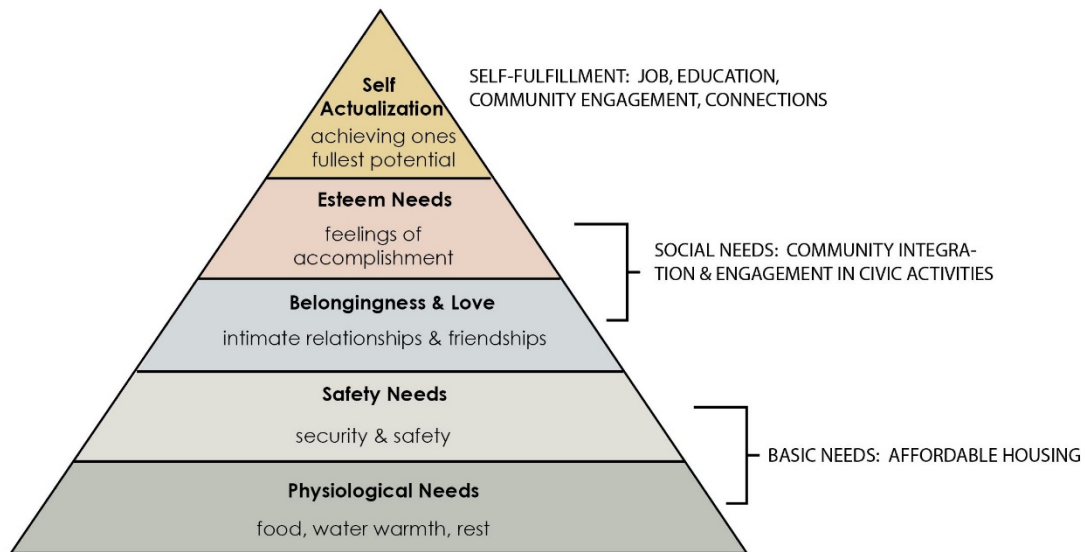 Self
Actualization
achieving ones
fullest potential
SELF-FULFILLMENT: JOB, EDUCATION,
COMMUNITY ENGAGEMENT, CONNECTIONS
Esteem Needs
feelings of
accomplishment
SOCIAL NEEDS: COMMUNITY INTEGRA-
TION & ENGAGEMENT IN CIVIC ACTIVITIES
Belongingness & Love
intimate relationships & friendships
Safety Needs
security & safety
BASIC NEEDS: AFFORDABLE HOUSING
Physiological Needs
food, water warmth, rest